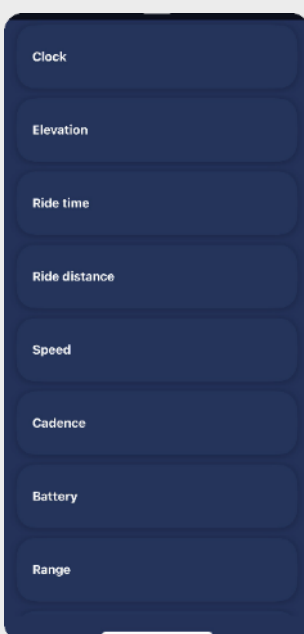 Clock
Elevation
Ride time
Ride distance
Speed
Cadence
Battery
Range